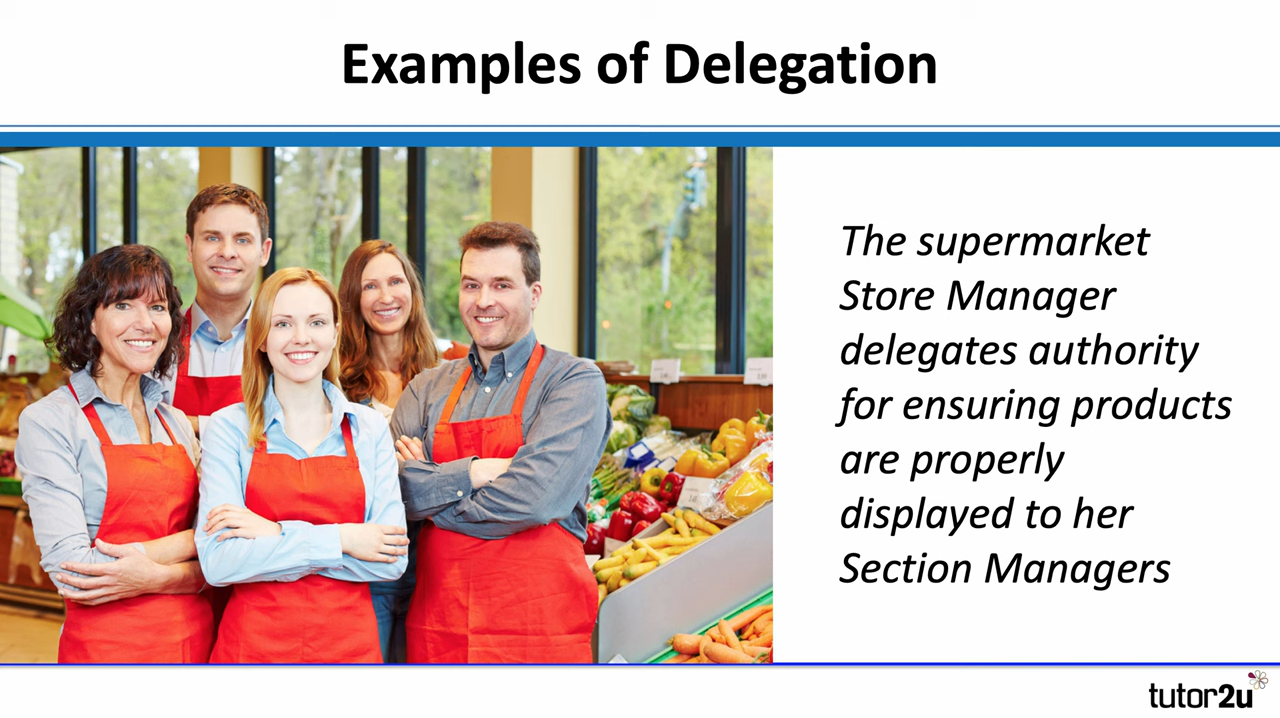 Examples of Delegation
The supermarket
Store Manager
delegates authority
for ensuring products
are properly
displayed to her
Section Managers
tutor2u